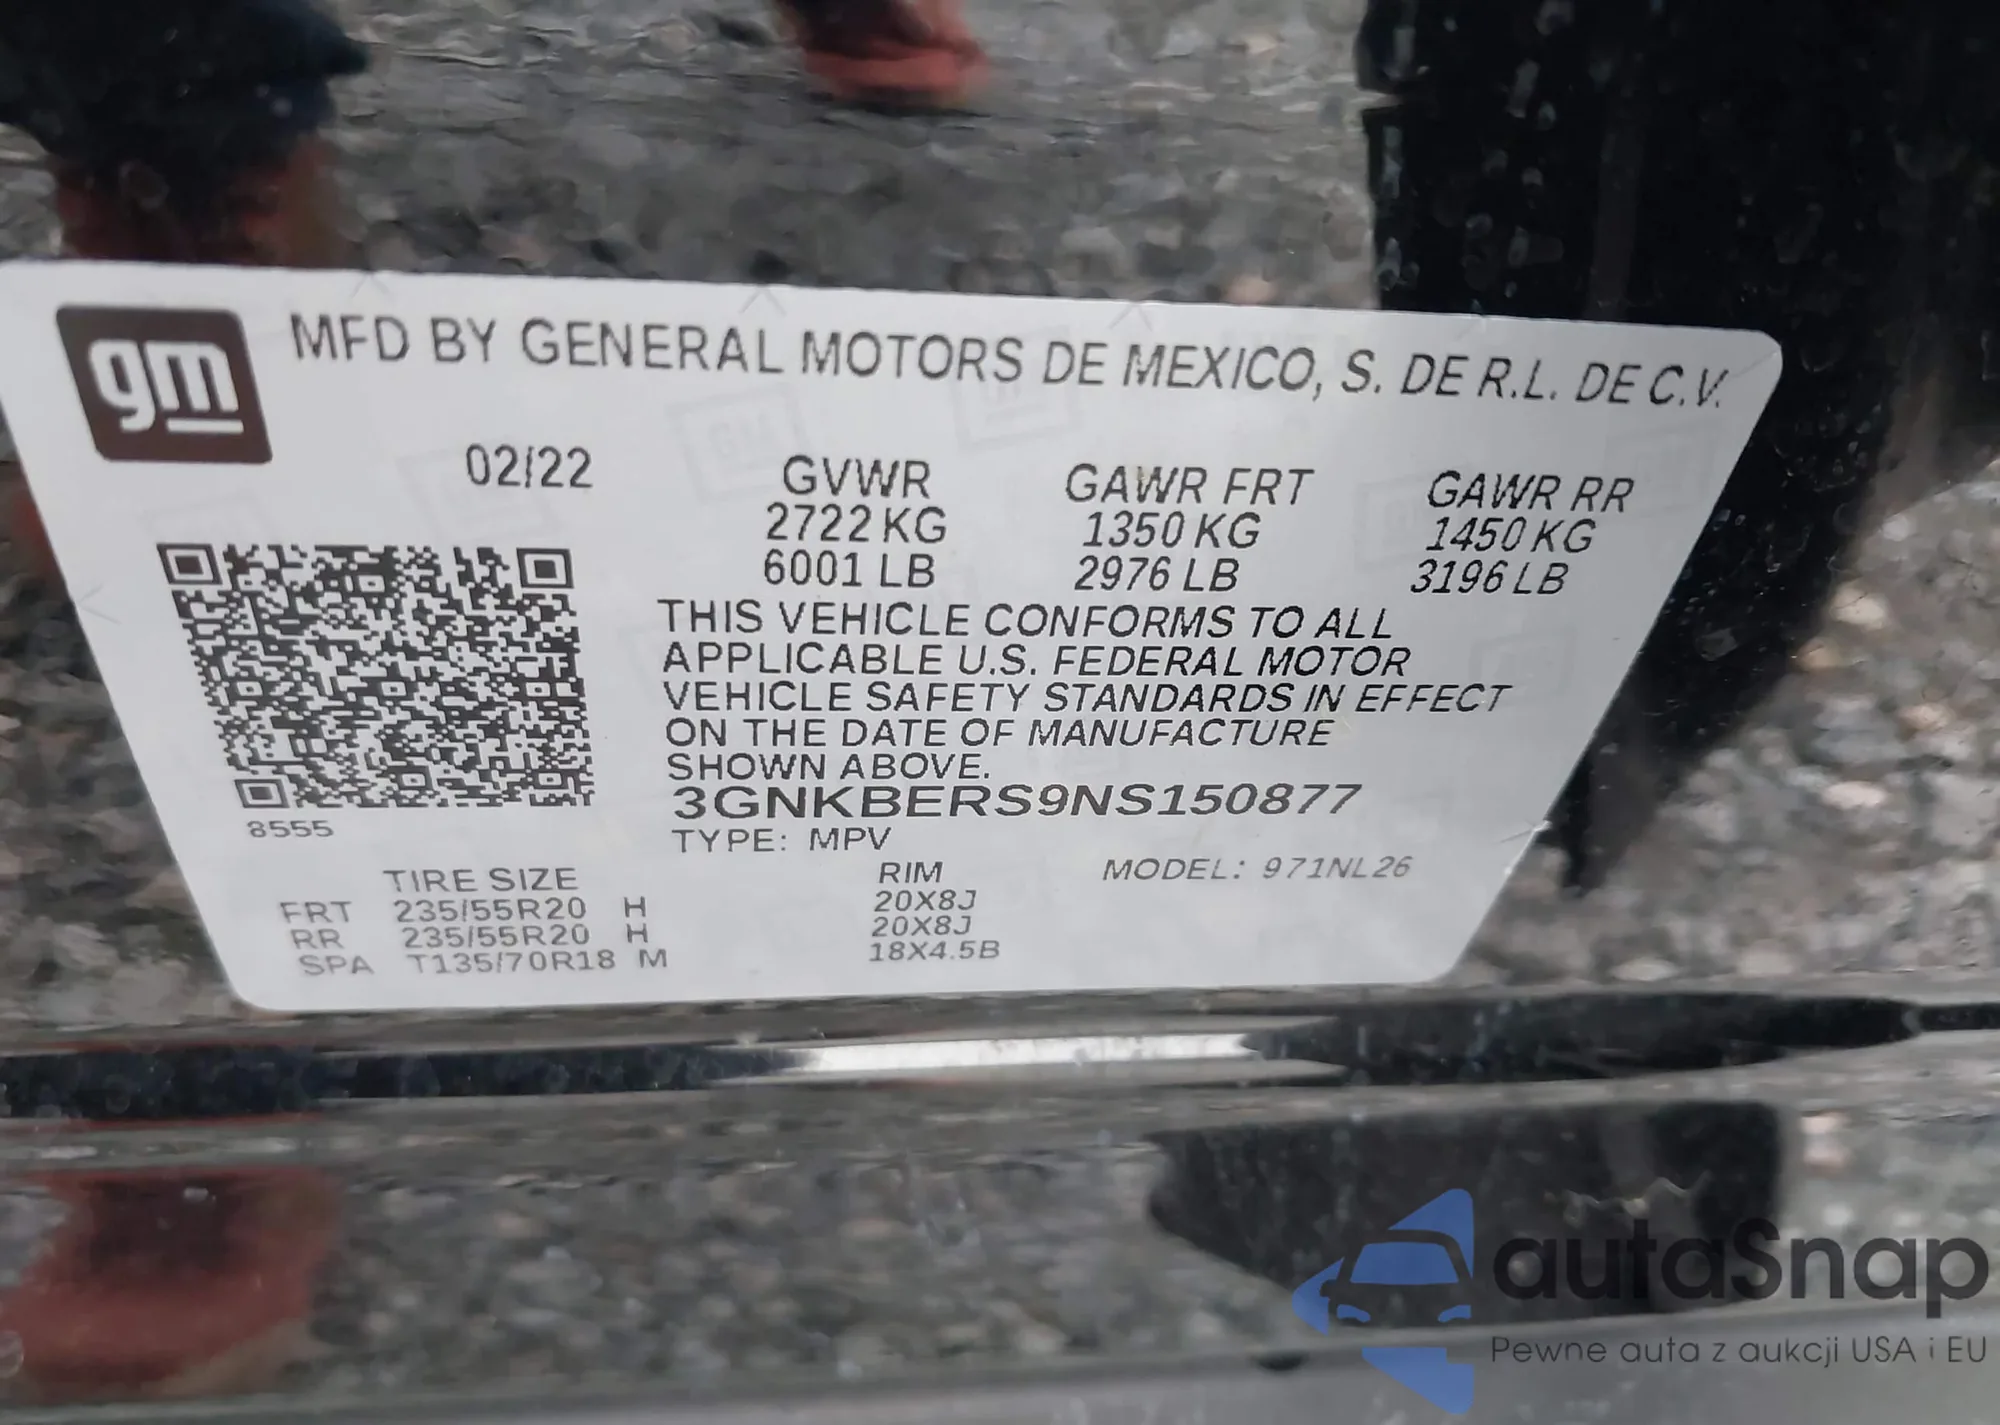 gm
MFD BY GENERAL MOTORS DE MEXICO, S. DE R.L. DE C.V.
02/22 GVWR GAWR FRT GAWR RR
2722 KG 1350 KG 1450 KG
6001 LB 2976 LB 3196 LB
THIS VEHICLE CONFORMS TO ALL
APPLICABLE U.S. FEDERAL MOTOR
VEHICLE SAFETY STANDARDS IN EFFECT
ON THE DATE OF MANUFACTURE
SHOWN ABOVE.
3GNKBERS9NS150877
8555
TYPE: MPV
TIRE SIZE RIM MODEL: 971NL26
FRT 235/55R20 H 20X8J
RR 235/55R20 H 20X8J
SPA T135/70R18 M 18X4.5B
autaSnap
Pewne auta z aukcji USA i EU